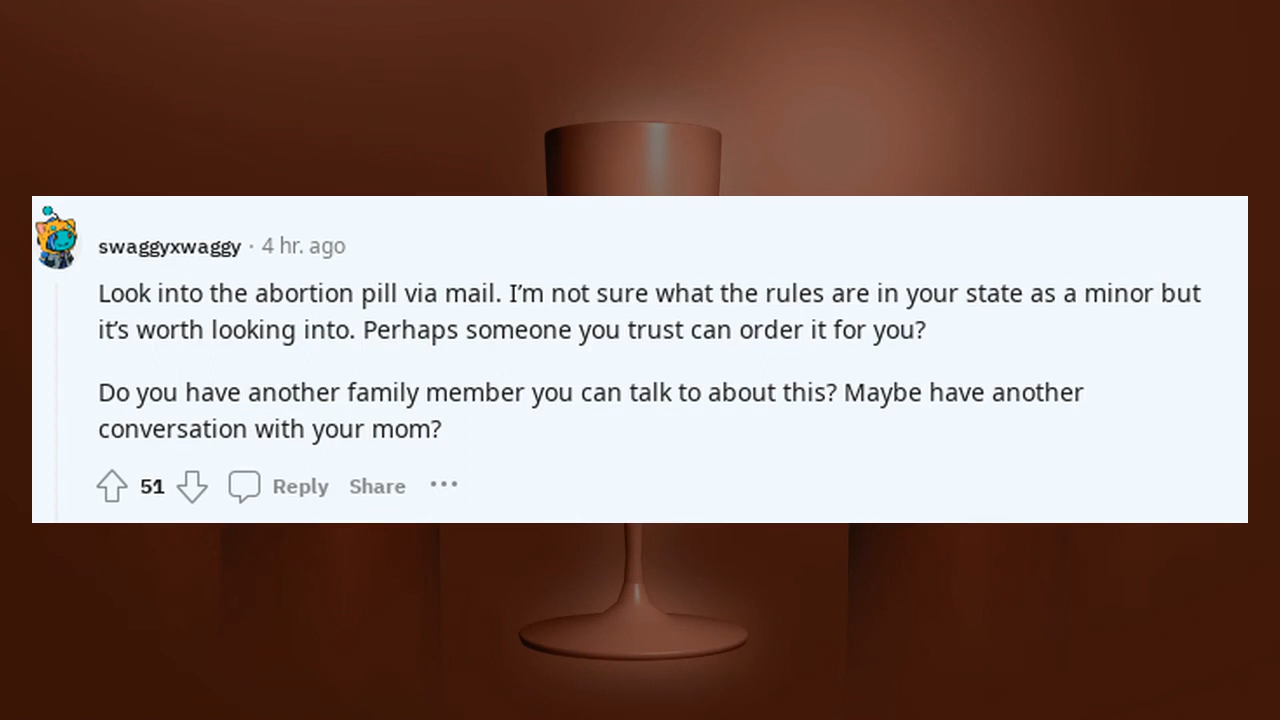 swaggyxwaggy · 4 hr. ago
Look into the abortion pill via mail. I’m not sure what the rules are in your state as a minor but
it’s worth looking into. Perhaps someone you trust can order it for you?
Do you have another family member you can talk to about this? Maybe have another
conversation with your mom?
51 Reply Share •••